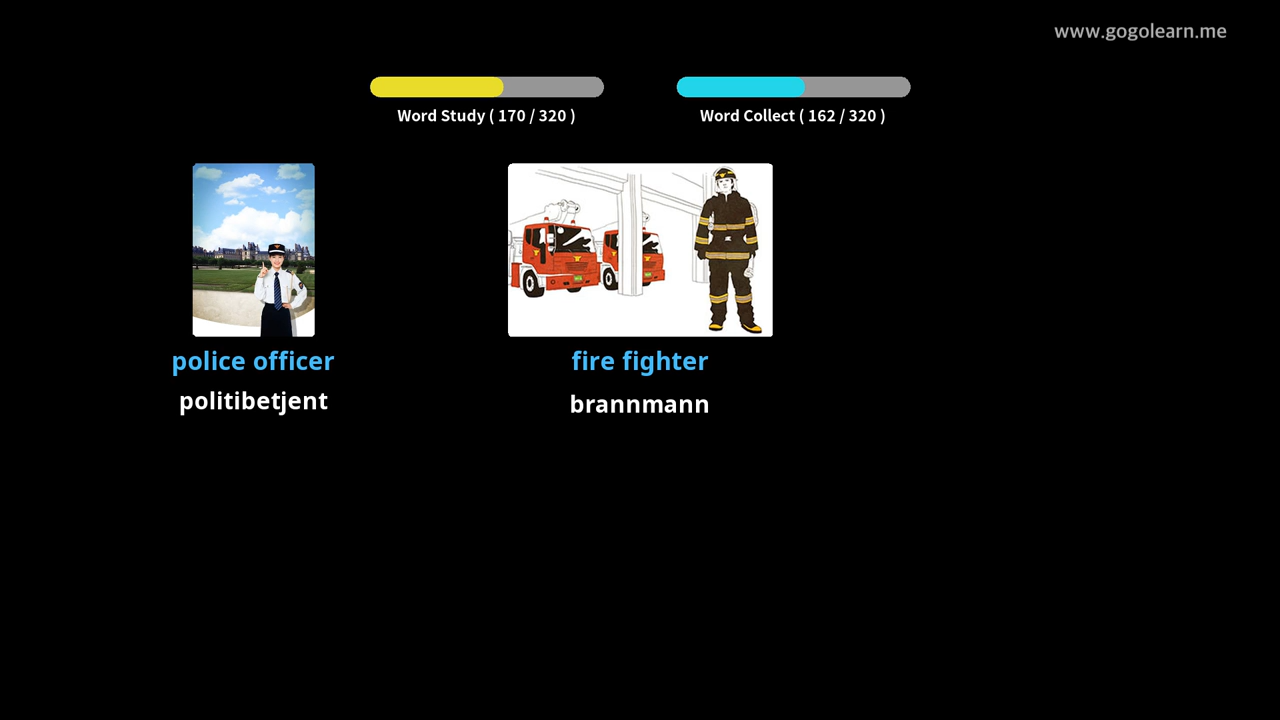 www.gogolearn.me
Word Study ( 170 / 320 )
Word Collect ( 162 / 320 )
police officer
politibetjent
fire fighter
brannmann